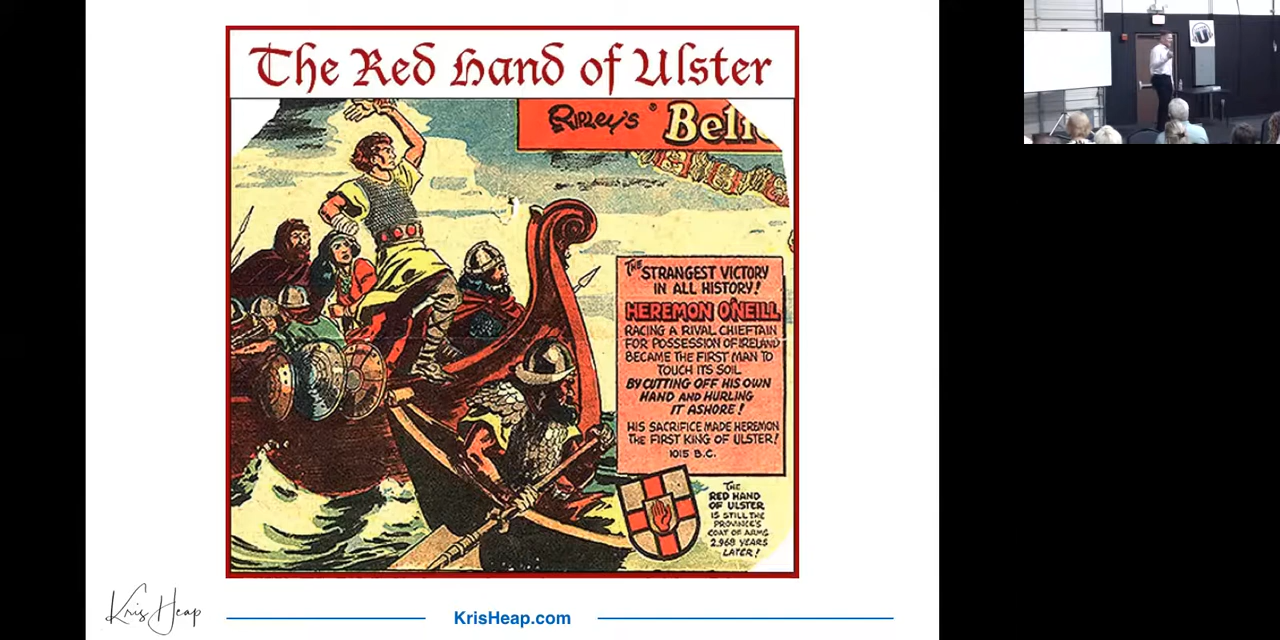 The Red Hand of Ulster
RIPLEY'S ®
THE
STRANGEST VICTORY
IN ALL HISTORY!
HEREMON O'NEILL
RACING A RIVAL CHIEFTAIN
FOR POSSESSION OF IRELAND
BECAME THE FIRST MAN TO
TOUCH ITS SOIL
BY CUTTING OFF HIS OWN
HAND AND HURLING
IT ASHORE!
HIS SACRIFICE MADE HEREMON
THE FIRST KING OF ULSTER!
1015 B.C.
THE
RED HAND
OF ULSTER
IS STILL THE
PROVINCE'S
COAT OF ARMS
2,968 YEARS
LATER!
Kris Heap
KrisHeap.com
U